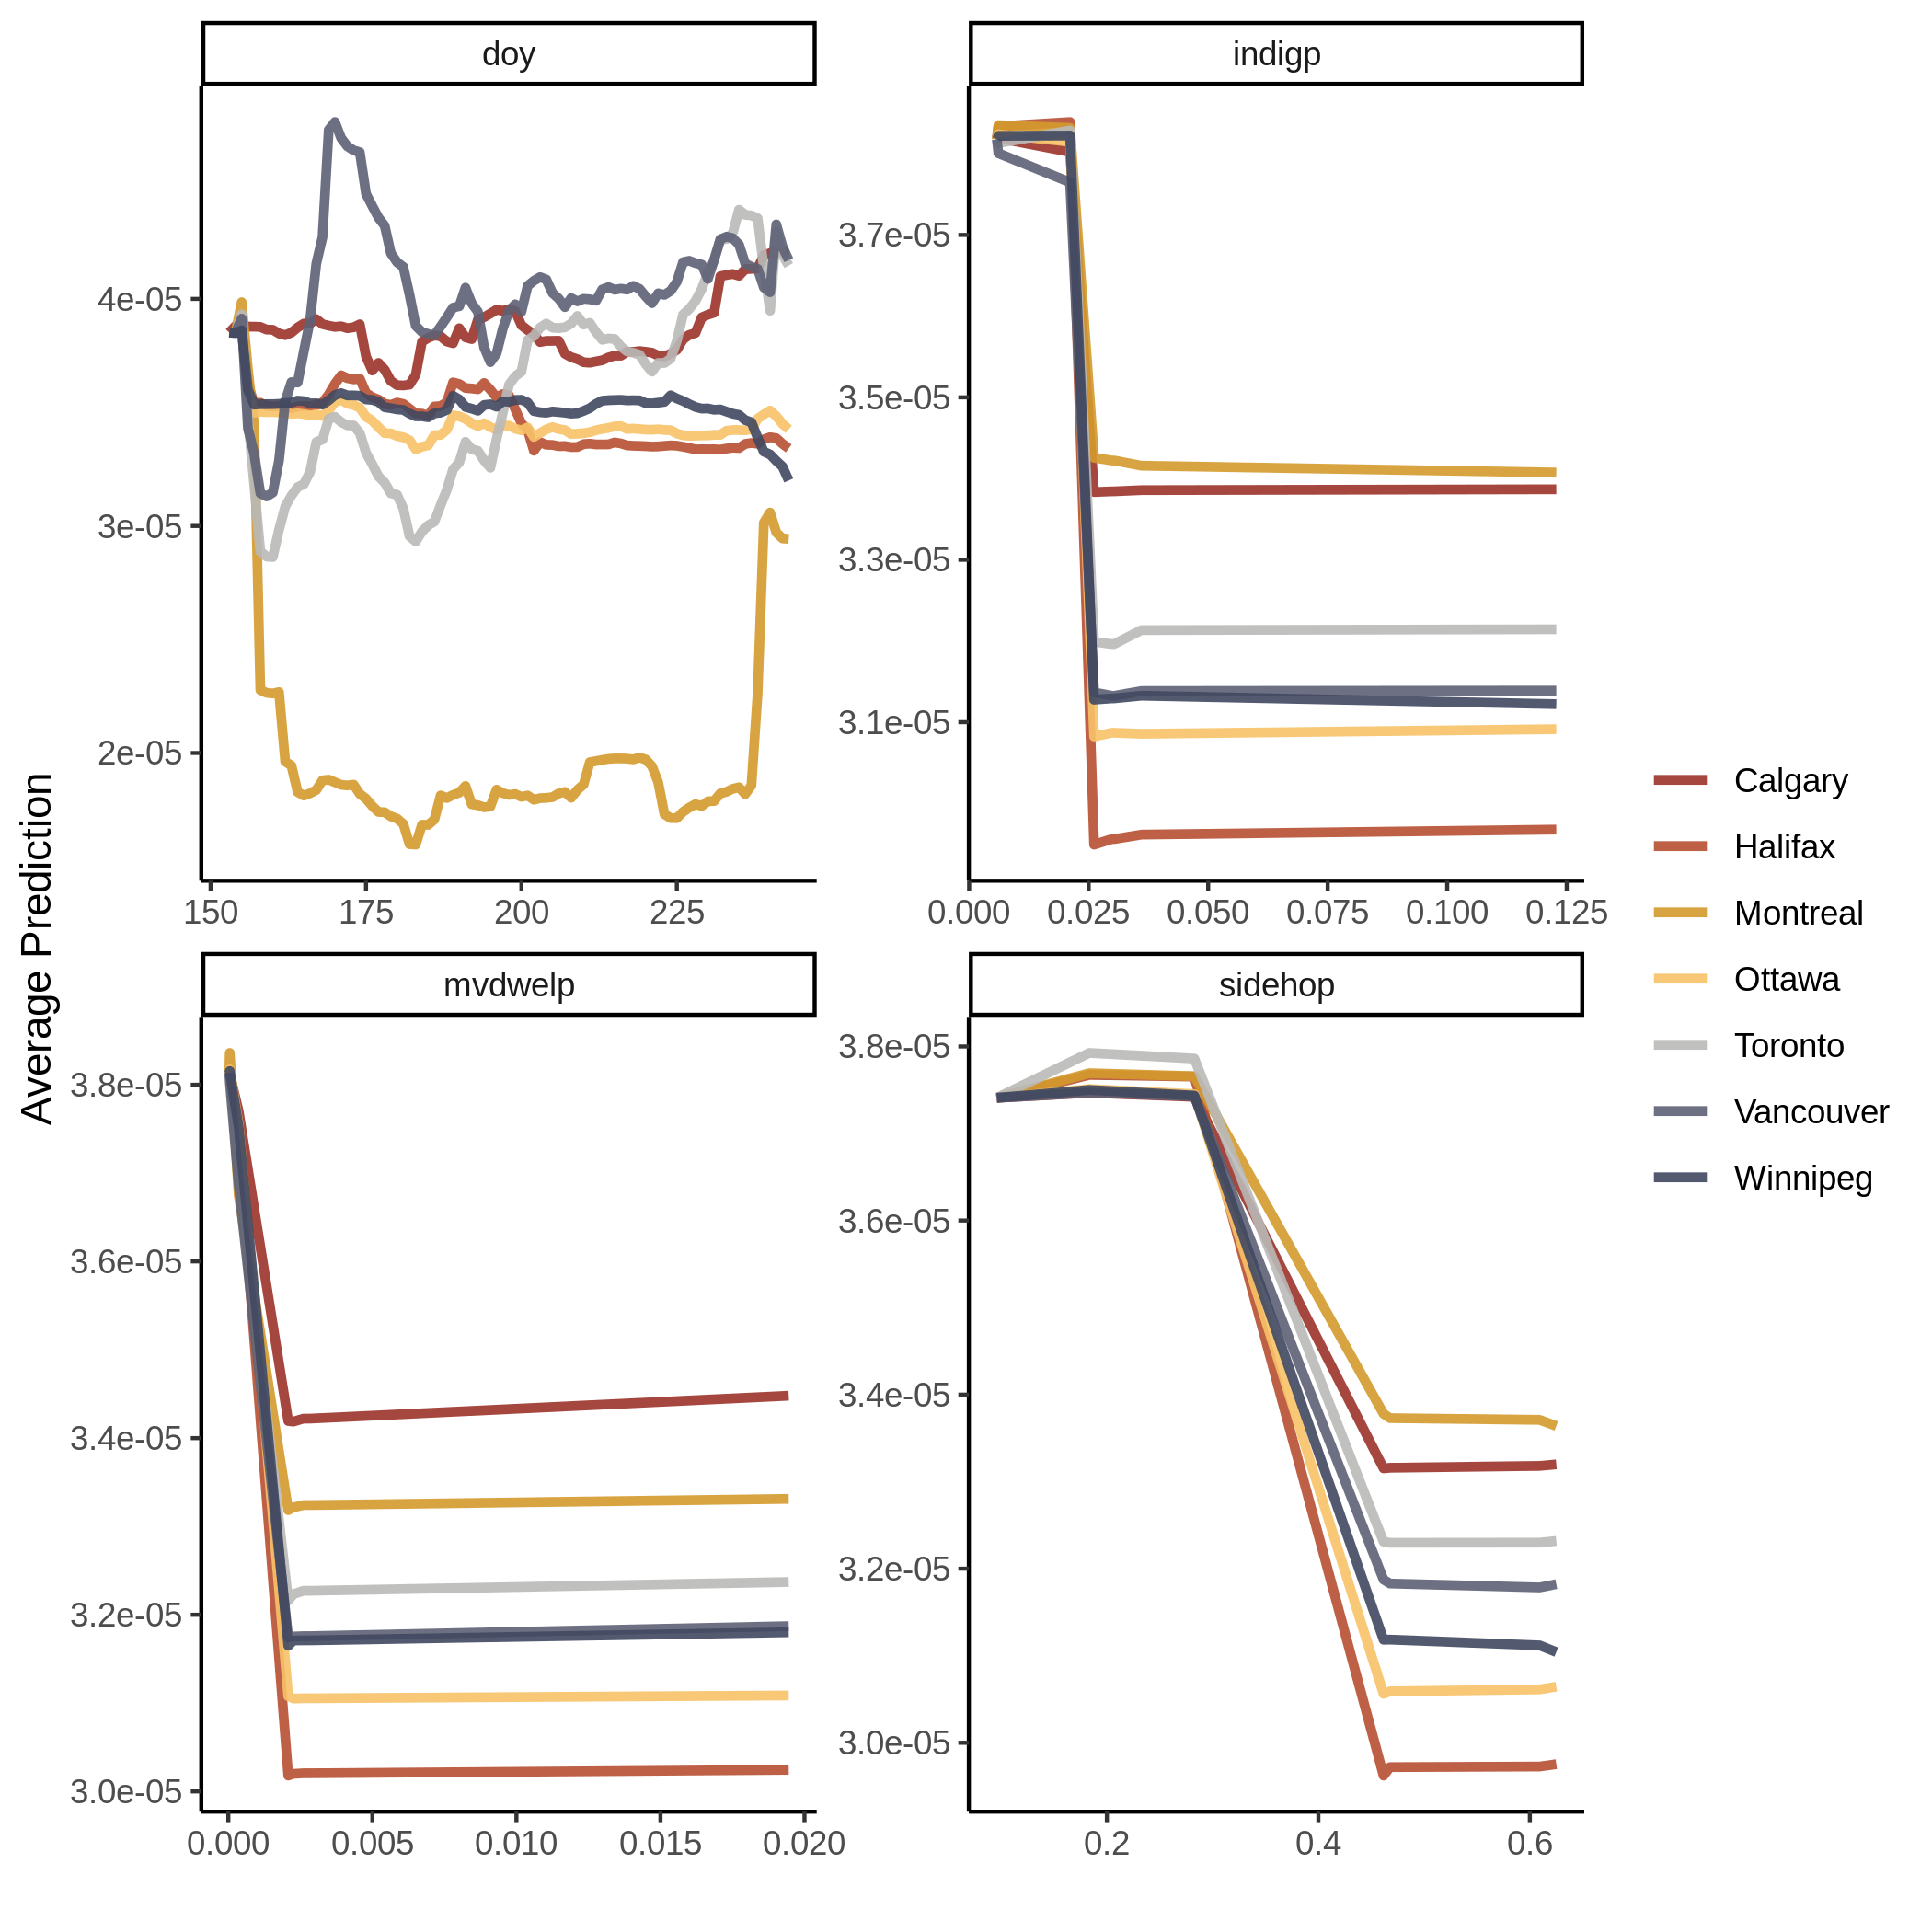 doy
indigp
4e-05
3e-05
2e-05
150 175 200 225
3.7e-05
3.5e-05
3.3e-05
3.1e-05
0.000 0.025 0.050 0.075 0.100 0.125
Average Prediction
mvdwelp
sidehop
3.8e-05
3.6e-05
3.4e-05
3.2e-05
3.0e-05
0.000 0.005 0.010 0.015 0.020
3.8e-05
3.6e-05
3.4e-05
3.2e-05
3.0e-05
0.2 0.4 0.6
Calgary
Halifax
Montreal
Ottawa
Toronto
Vancouver
Winnipeg